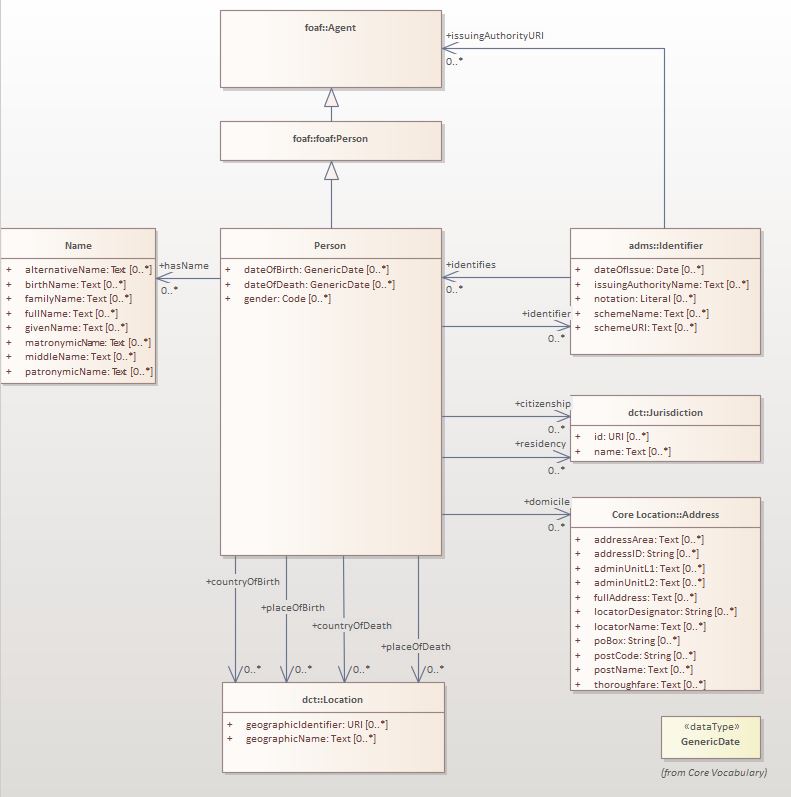 foaf::Agent
+issuingAuthorityURI
0..*
foaf::foaf:Person
Name
+ alternativeName: Text [0..*]
+ birthName: Text [0..*]
+ familyName: Text [0..*]
+ fullName: Text [0..*]
+ givenName: Text [0..*]
+ matronymicName: Text [0..*]
+ middleName: Text [0..*]
+ patronymicName: Text [0..*]
+hasName
0..*
Person
+ dateOfBirth: GenericDate [0..*]
+ dateOfDeath: GenericDate [0..*]
+ gender: Code [0..*]
+identifies
0..*
+identifier
0..*
adms::Identifier
+ dateOfIssue: Date [0..*]
+ issuingAuthorityName: Text [0..*]
+ notation: Literal [0..*]
+ schemeName: Text [0..*]
+ schemeURI: Text [0..*]
+citizenship
0..*
+residency
0..*
dct::Jurisdiction
+ id: URI [0..*]
+ name: Text [0..*]
+domicile
0..*
Core Location::Address
+ addressArea: Text [0..*]
+ addressID: String [0..*]
+ adminUnitL1: Text [0..*]
+ adminUnitL2: Text [0..*]
+ fullAddress: Text [0..*]
+ locatorDesignator: String [0..*]
+ locatorName: Text [0..*]
+ poBox: String [0..*]
+ postCode: String [0..*]
+ postName: Text [0..*]
+ thoroughfare: Text [0..*]
+countryOfBirth
+placeOfBirth
+countryOfDeath
+placeOfDeath
0..* 0..* 0..* 0..*
dct::Location
+ geographicIdentifier: URI [0..*]
+ geographicName: Text [0..*]
«dataType»
GenericDate
(from Core Vocabulary)